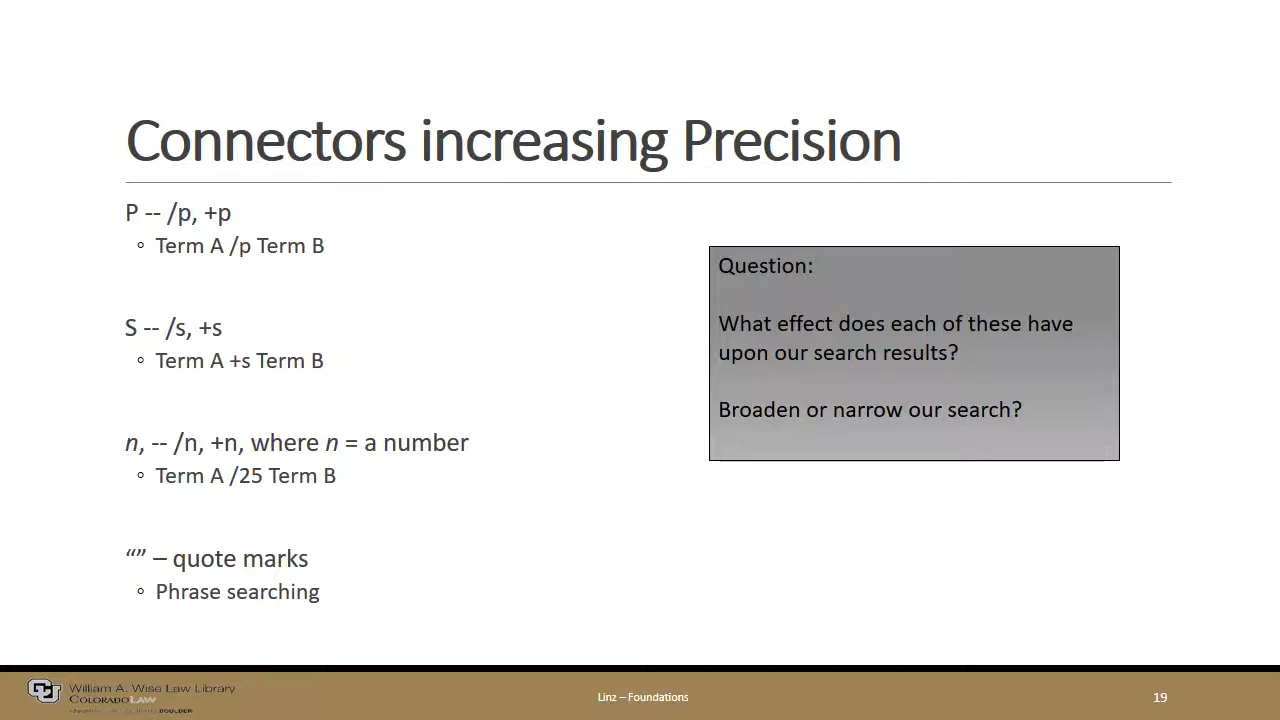 Connectors increasing Precision
P -- /p, +p
◦ Term A /p Term B
S -- /s, +s
◦ Term A +s Term B
n, -- /n, +n, where n = a number
◦ Term A /25 Term B
“” – quote marks
◦ Phrase searching
Question:
What effect does each of these have
upon our search results?
Broaden or narrow our search?
CU
William A. Wise Law Library
COLORADO LAW
BOULDER
Linz – Foundations
19